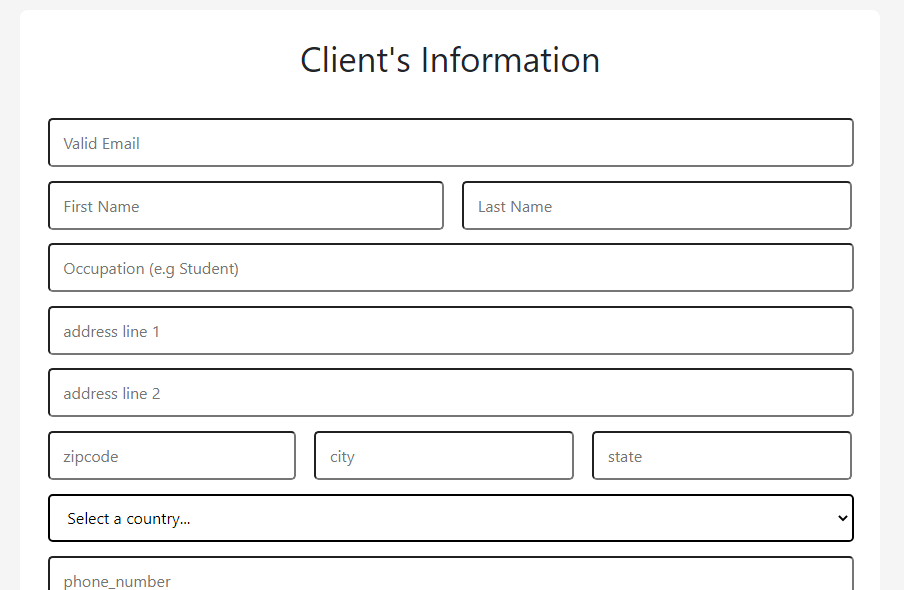 Client's Information
Valid Email
First Name Last Name
Occupation (e.g Student)
address line 1
address line 2
zipcode city state
Select a country...
phone_number